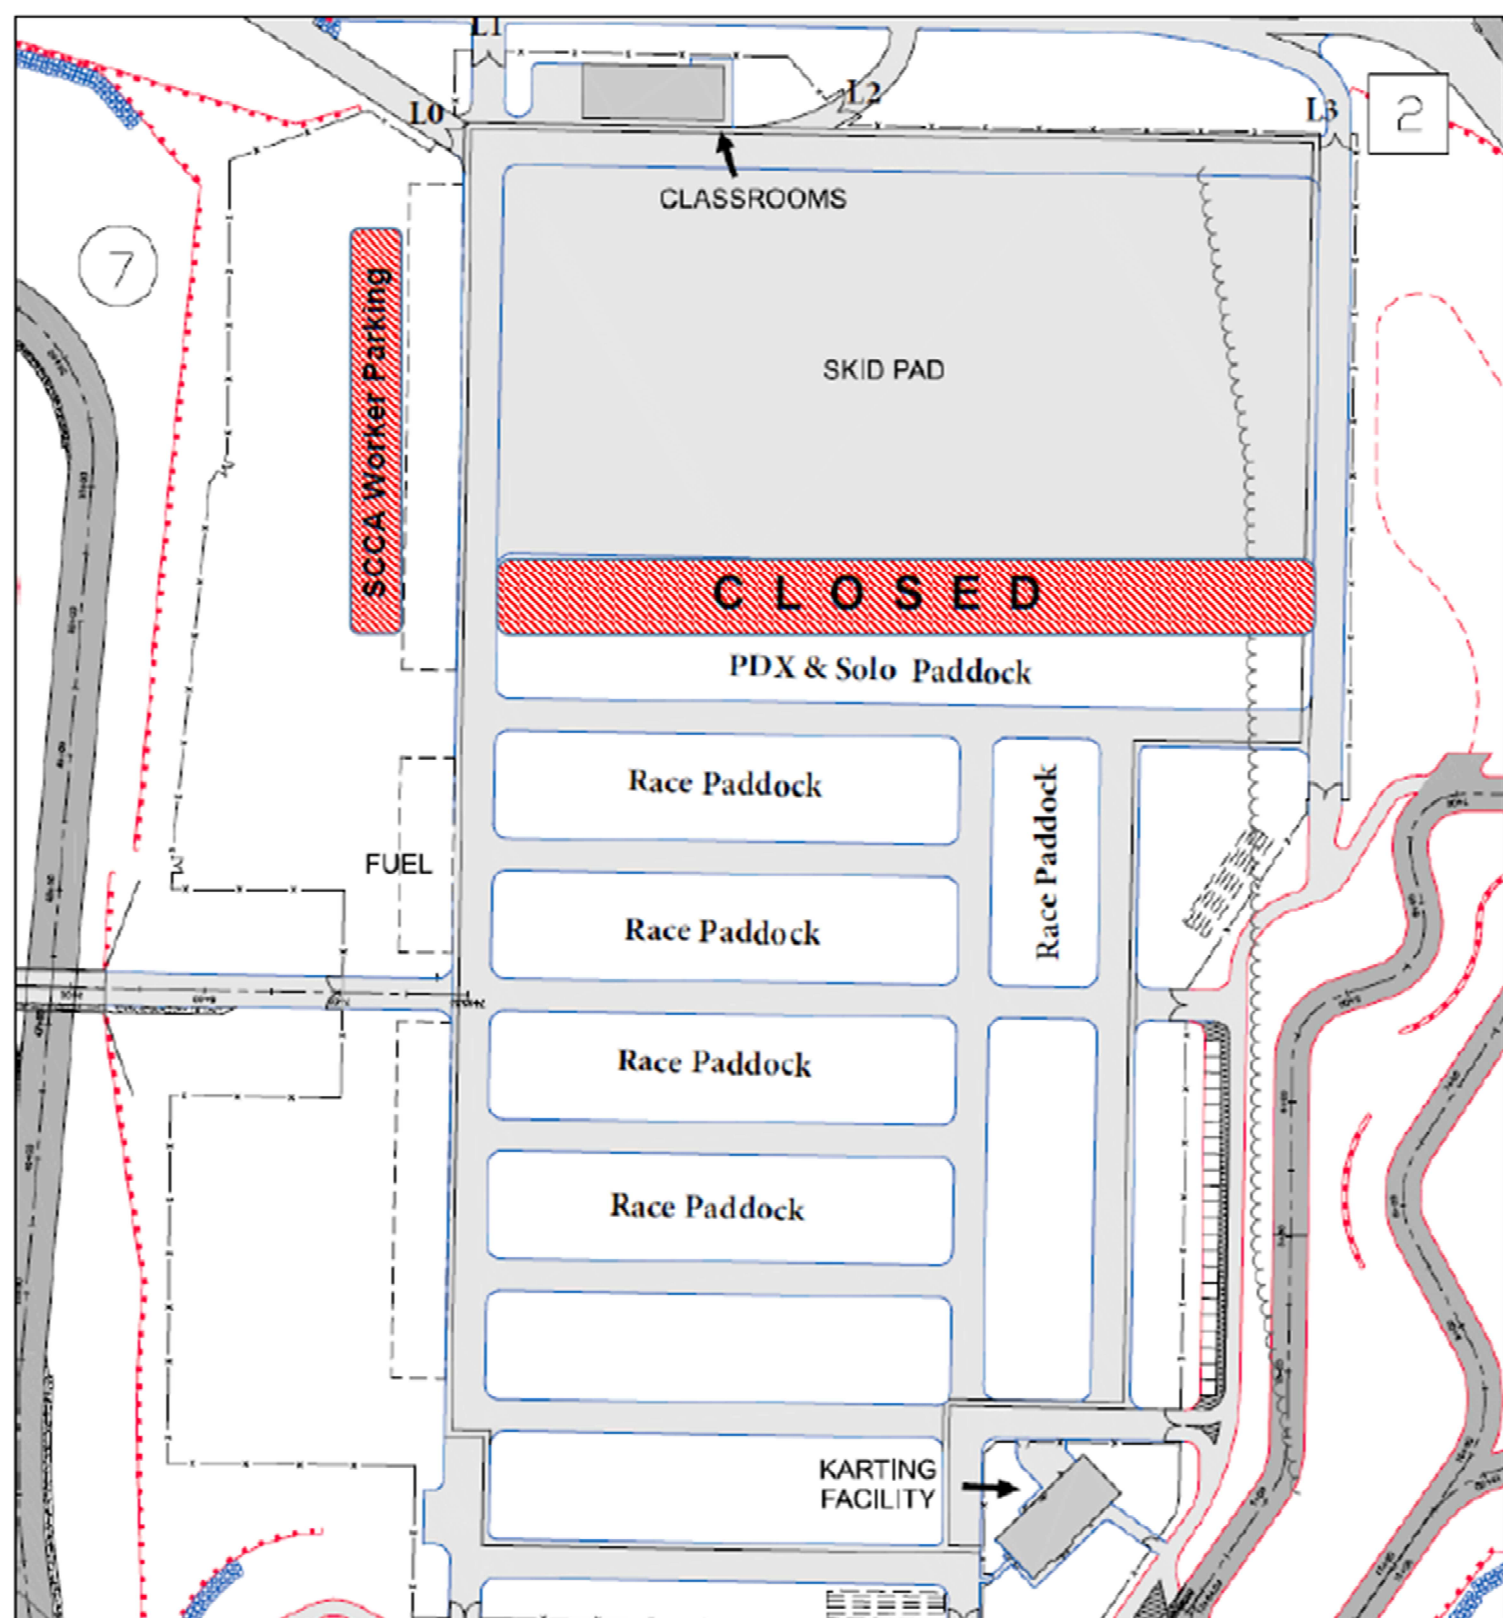 L1
L0
L2
L3
2
CLASSROOMS
7
SCCA Worker Parking
SKID PAD
CLOSED
PDX & Solo Paddock
Race Paddock
Race Paddock
FUEL
Race Paddock
Race Paddock
Race Paddock
KARTING
FACILITY